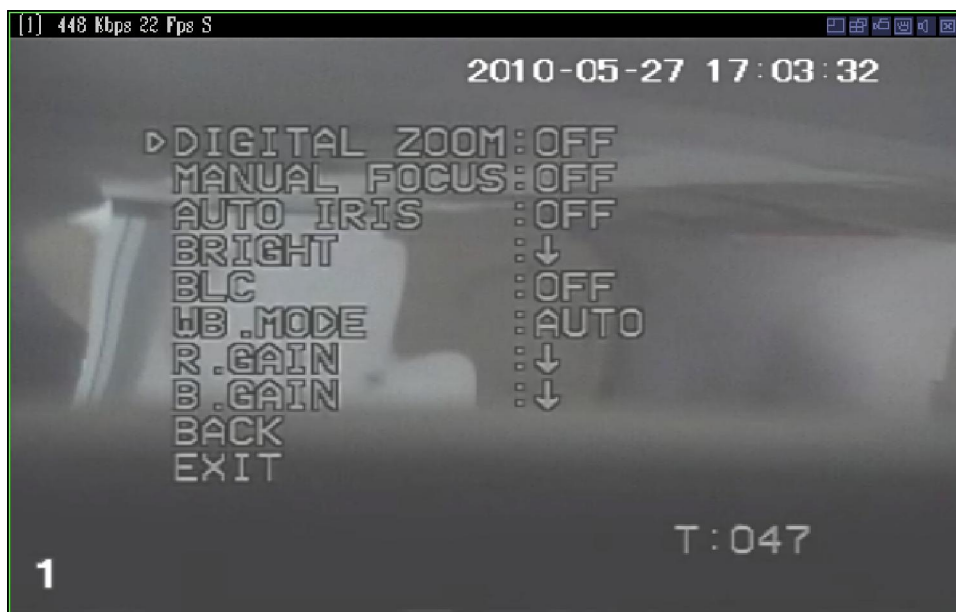 [1] 448 Kbps 22 Fps S
2010-05-27 17:03:32
▷DIGITAL ZOOM:OFF
MANUAL FOCUS:OFF
AUTO IRIS :OFF
BRIGHT :↓
BLC :OFF
WB.MODE :AUTO
R.GAIN :↓
B.GAIN :↓
BACK
EXIT
T:047
1